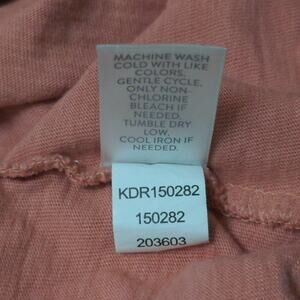 MACHINE WASH
COLD WITH LIKE
COLORS,
GENTLE CYCLE,
ONLY NON-
CHLORINE
BLEACH IF
NEEDED.
TUMBLE DRY
LOW.
COOL IRON IF
NEEDED.
KDR150282
150282
203603